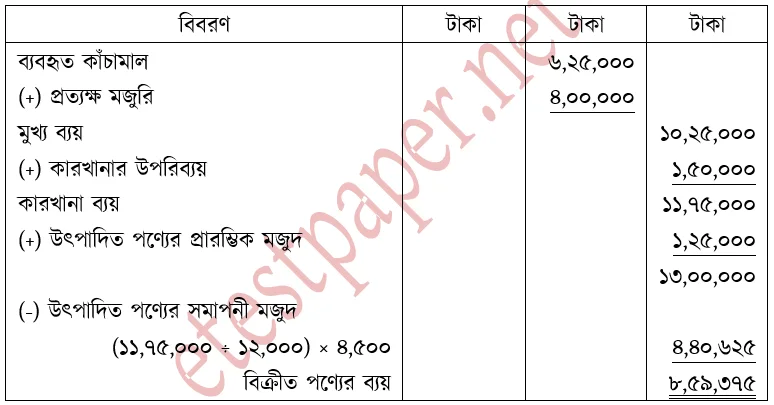 বিবরণ টাকা টাকা টাকা
ব্যবহৃত কাঁচামাল ৬,২৫,০০০
(+) প্রত্যক্ষ মজুরি ৪,০০,০০০
মুখ্য ব্যয় ১০,২৫,০০০
(+) কারখানার উপরিব্যয় ১,৫০,০০০
কারখানা ব্যয় ১১,৭৫,০০০
(+) উৎপাদিত পণ্যের প্রারম্ভিক মজুদ ১,২৫,০০০
১৩,০০,০০০
(-) উৎপাদিত পণ্যের সমাপনী মজুদ
(১১,৭৫,০০০ ÷ ১২,০০০) × ৪,৫০০ ৪,৪০,৬২৫
বিক্রীত পণ্যের ব্যয় ৮,৫৯,৩৭৫
etestpaper.net